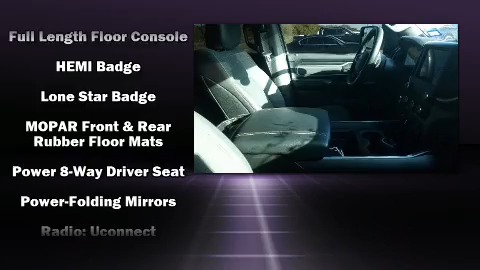 Full Length Floor Console
HEMI Badge
Lone Star Badge
MOPAR Front & Rear
Rubber Floor Mats
Power 8-Way Driver Seat
Power-Folding Mirrors
Radio: Uconnect